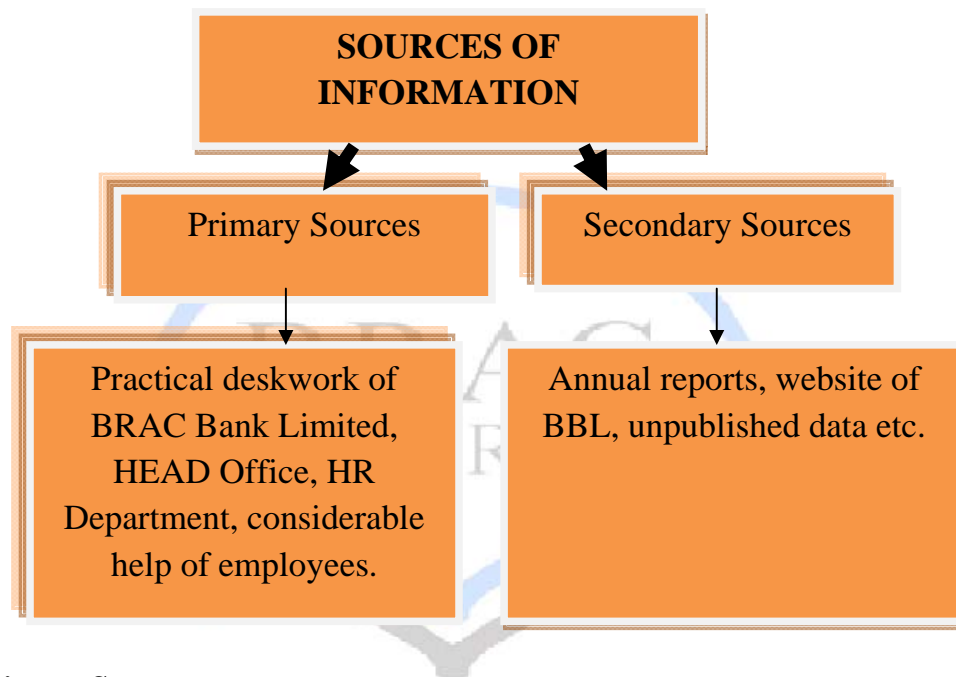 SOURCES OF
INFORMATION
Primary Sources
Secondary Sources
Practical deskwork of
BRAC Bank Limited,
HEAD Office, HR
Department, considerable
help of employees.
Annual reports, website of
BBL, unpublished data etc.